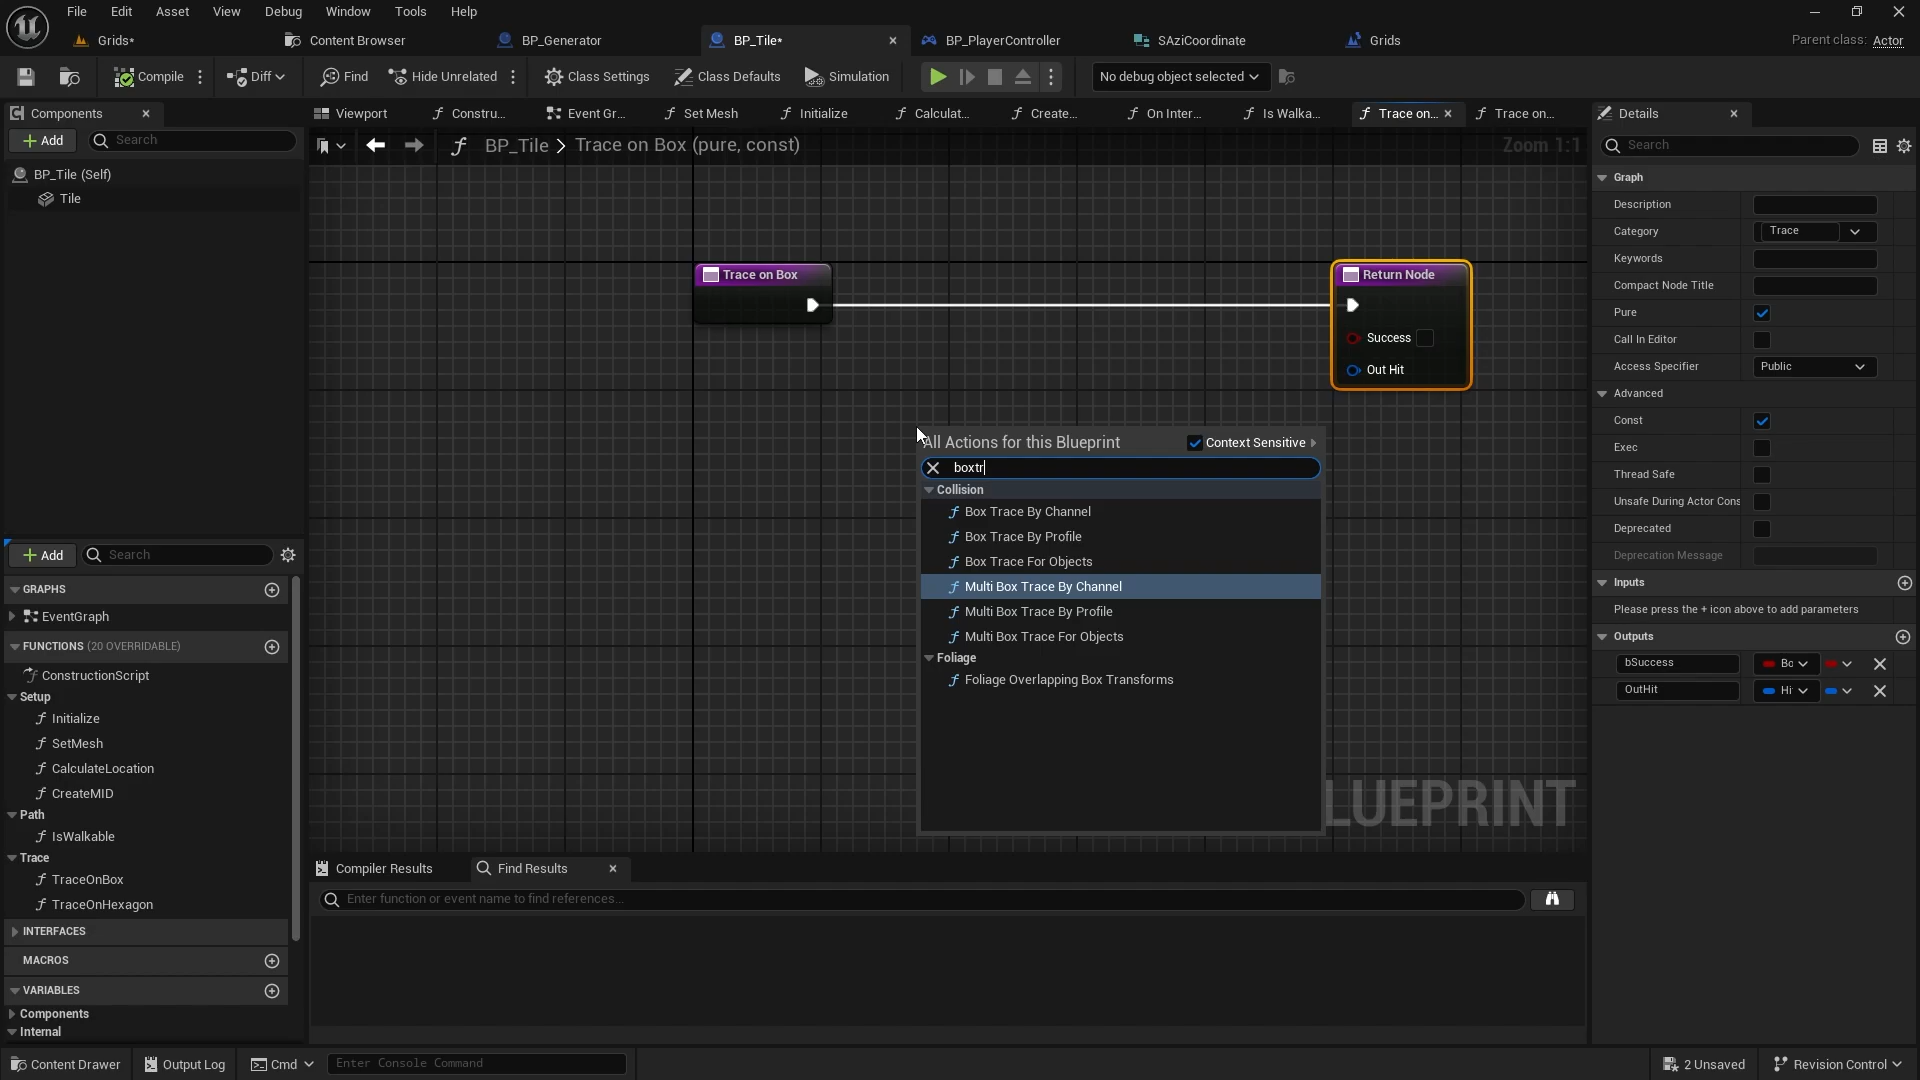 File Edit Asset View Debug Window Tools Help
Grids* Content Browser BP_Generator BP_Tile* BP_PlayerController SAziCoordinate Grids Parent class: Actor
Compile Diff Find Hide Unrelated Class Settings Class Defaults Simulation No debug object selected
Components
Add Search
BP_Tile (Self)
Tile
Viewport Constru... Event Gr... Set Mesh Initialize Calculat... Create... On Inter... Is Walka... Trace on... Trace on...
BP_Tile > Trace on Box (pure, const) Zoom 1:1
Trace on Box
Return Node
Success
Out Hit
All Actions for this Blueprint Context Sensitive
boxtr
Collision
Box Trace By Channel
Box Trace By Profile
Box Trace For Objects
Multi Box Trace By Channel
Multi Box Trace By Profile
Multi Box Trace For Objects
Foliage
Foliage Overlapping Box Transforms
LUEPRINT
Add Search
GRAPHS
EventGraph
FUNCTIONS (20 OVERRIDABLE)
ConstructionScript
Setup
Initialize
SetMesh
CalculateLocation
CreateMID
Path
IsWalkable
Trace
TraceOnBox
TraceOnHexagon
INTERFACES
MACROS
VARIABLES
Components
Internal
Compiler Results Find Results
Enter function or event name to find references...
Details
Search
Graph
Description
Category Trace
Keywords
Compact Node Title
Pure
Call In Editor
Access Specifier Public
Advanced
Const
Exec
Thread Safe
Unsafe During Actor Cons
Deprecated
Deprecation Message
Inputs
Please press the + icon above to add parameters
Outputs
bSuccess Bo
OutHit Hi
Content Drawer Output Log Cmd Enter Console Command 2 Unsaved Revision Control